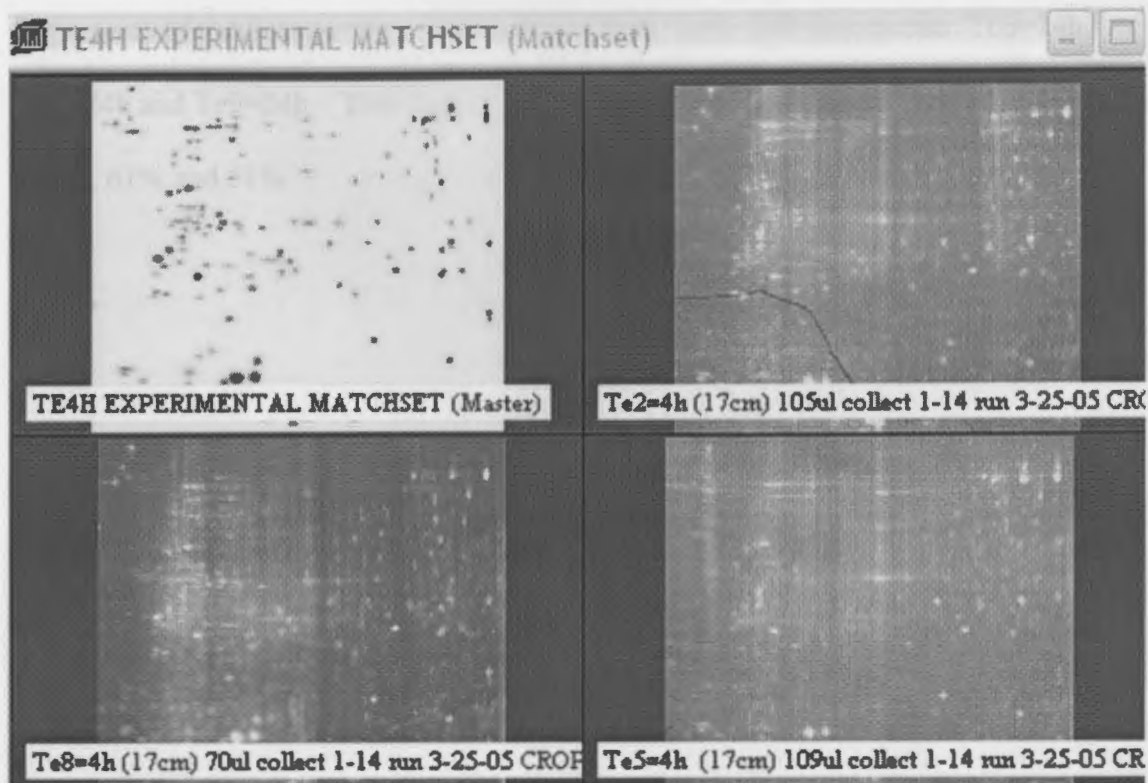 TE4H EXPERIMENTAL MATCHSET (Matchset)
TE4H EXPERIMENTAL MATCHSET (Master)
Te2=4h (17cm) 105ul collect 1-14 run 3-25-05 CRO
Te8=4h (17cm) 70ul collect 1-14 run 3-25-05 CROP
Te5=4h (17cm) 109ul collect 1-14 run 3-25-05 CR